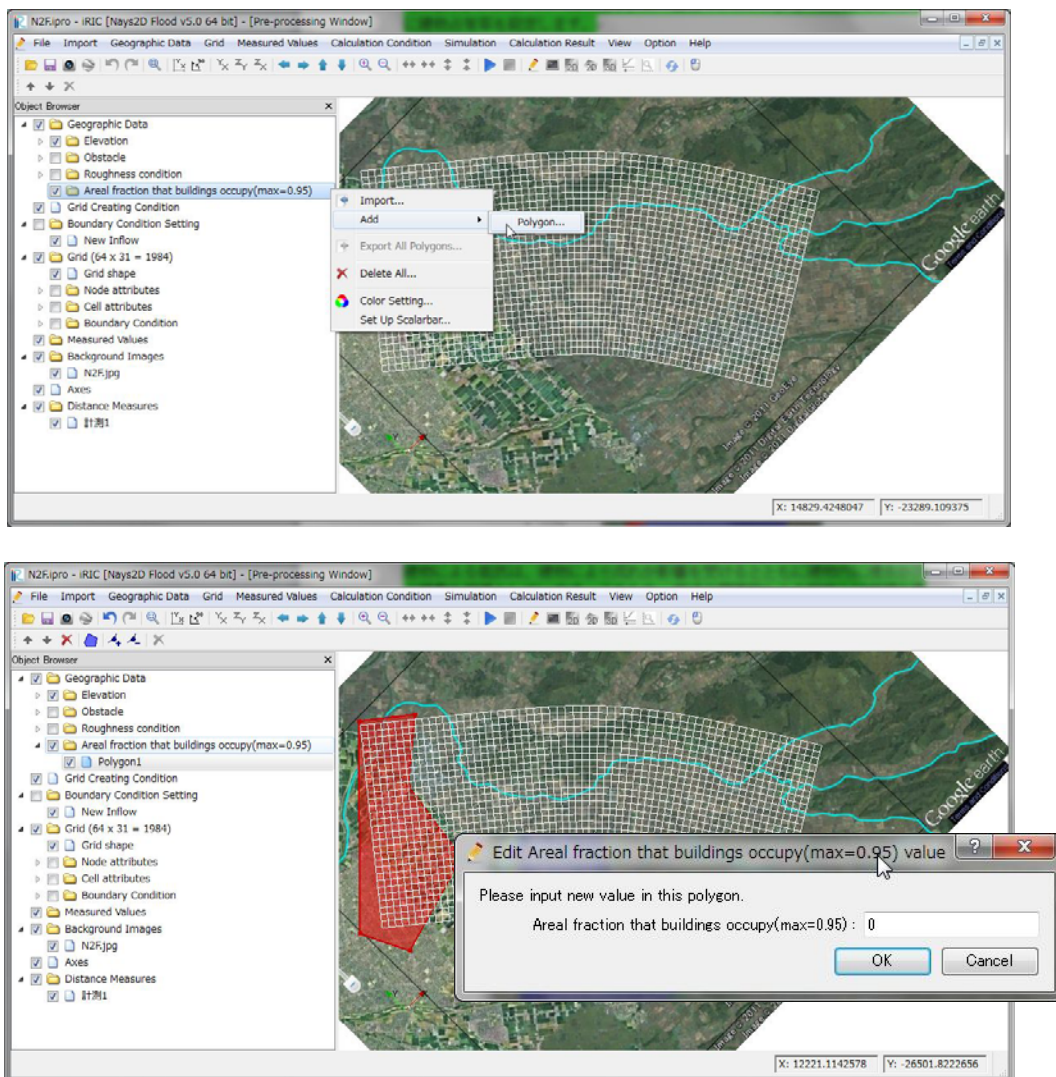 N2F.ipro - iRIC [Nays2D Flood v5.0 64 bit] - [Pre-processing Window]
File Import Geographic Data Grid Measured Values Calculation Condition Simulation Calculation Result View Option Help
Object Browser
Geographic Data
Elevation
Obstacle
Roughness condition
Areal fraction that buildings occupy(max=0.95)
Grid Creating Condition
Boundary Condition Setting
New Inflow
Grid (64 x 31 = 1984)
Grid shape
Node attributes
Cell attributes
Boundary Condition
Measured Values
Background Images
N2F.jpg
Axes
Distance Measures
計測1
Import...
Add
Polygon...
Export All Polygons...
Delete All...
Color Setting...
Set Up Scalarbar...
Google earth
Image © 2011 GeoEye
Image © 2011 Digital Earth Technology
X: 14829.4248047 Y: -23289.109375
N2F.ipro - iRIC [Nays2D Flood v5.0 64 bit] - [Pre-processing Window]
File Import Geographic Data Grid Measured Values Calculation Condition Simulation Calculation Result View Option Help
Object Browser
Geographic Data
Elevation
Obstacle
Roughness condition
Areal fraction that buildings occupy(max=0.95)
Polygon1
Grid Creating Condition
Boundary Condition Setting
New Inflow
Grid (64 x 31 = 1984)
Grid shape
Node attributes
Cell attributes
Boundary Condition
Measured Values
Background Images
N2F.jpg
Axes
Distance Measures
計測1
Google earth
Edit Areal fraction that buildings occupy(max=0.95) value
Please input new value in this polygon.
Areal fraction that buildings occupy(max=0.95) : 0
OK Cancel
X: 12221.1142578 Y: -26501.8222656